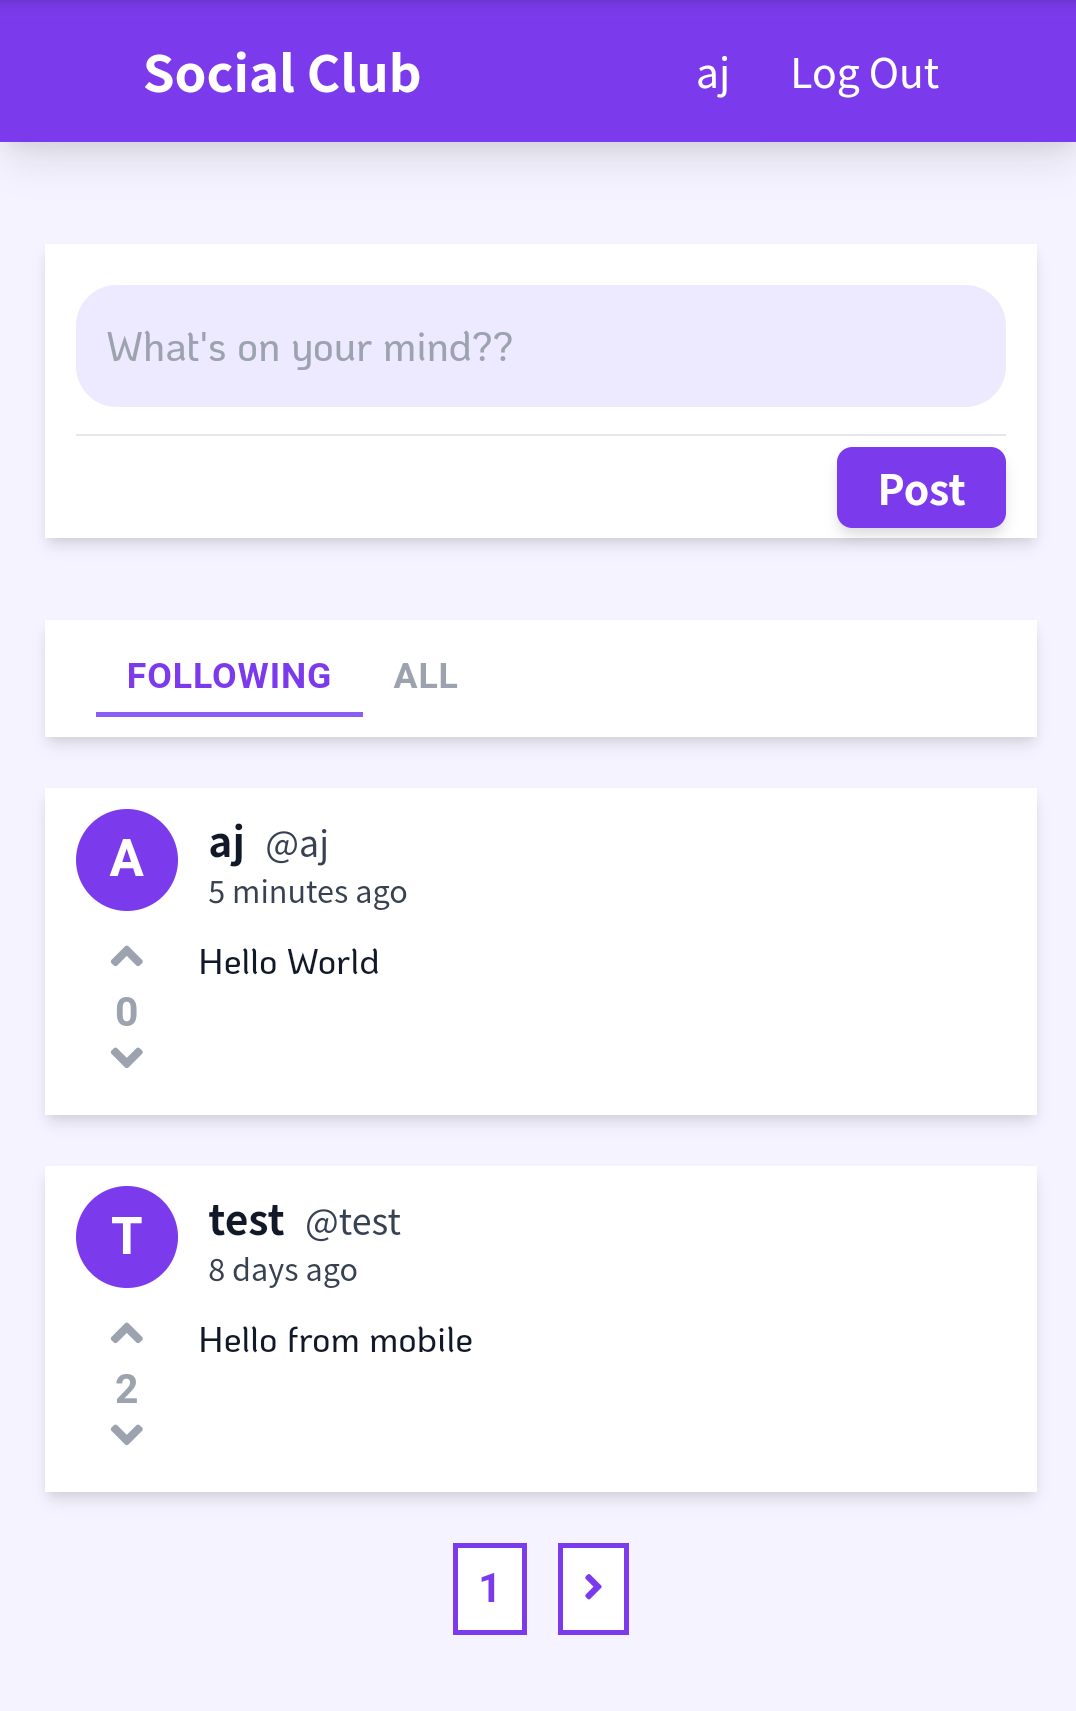 Social Club aj Log Out
What's on your mind??
Post
FOLLOWING ALL
A aj @aj
5 minutes ago
Hello World
0
T test @test
8 days ago
Hello from mobile
2
1